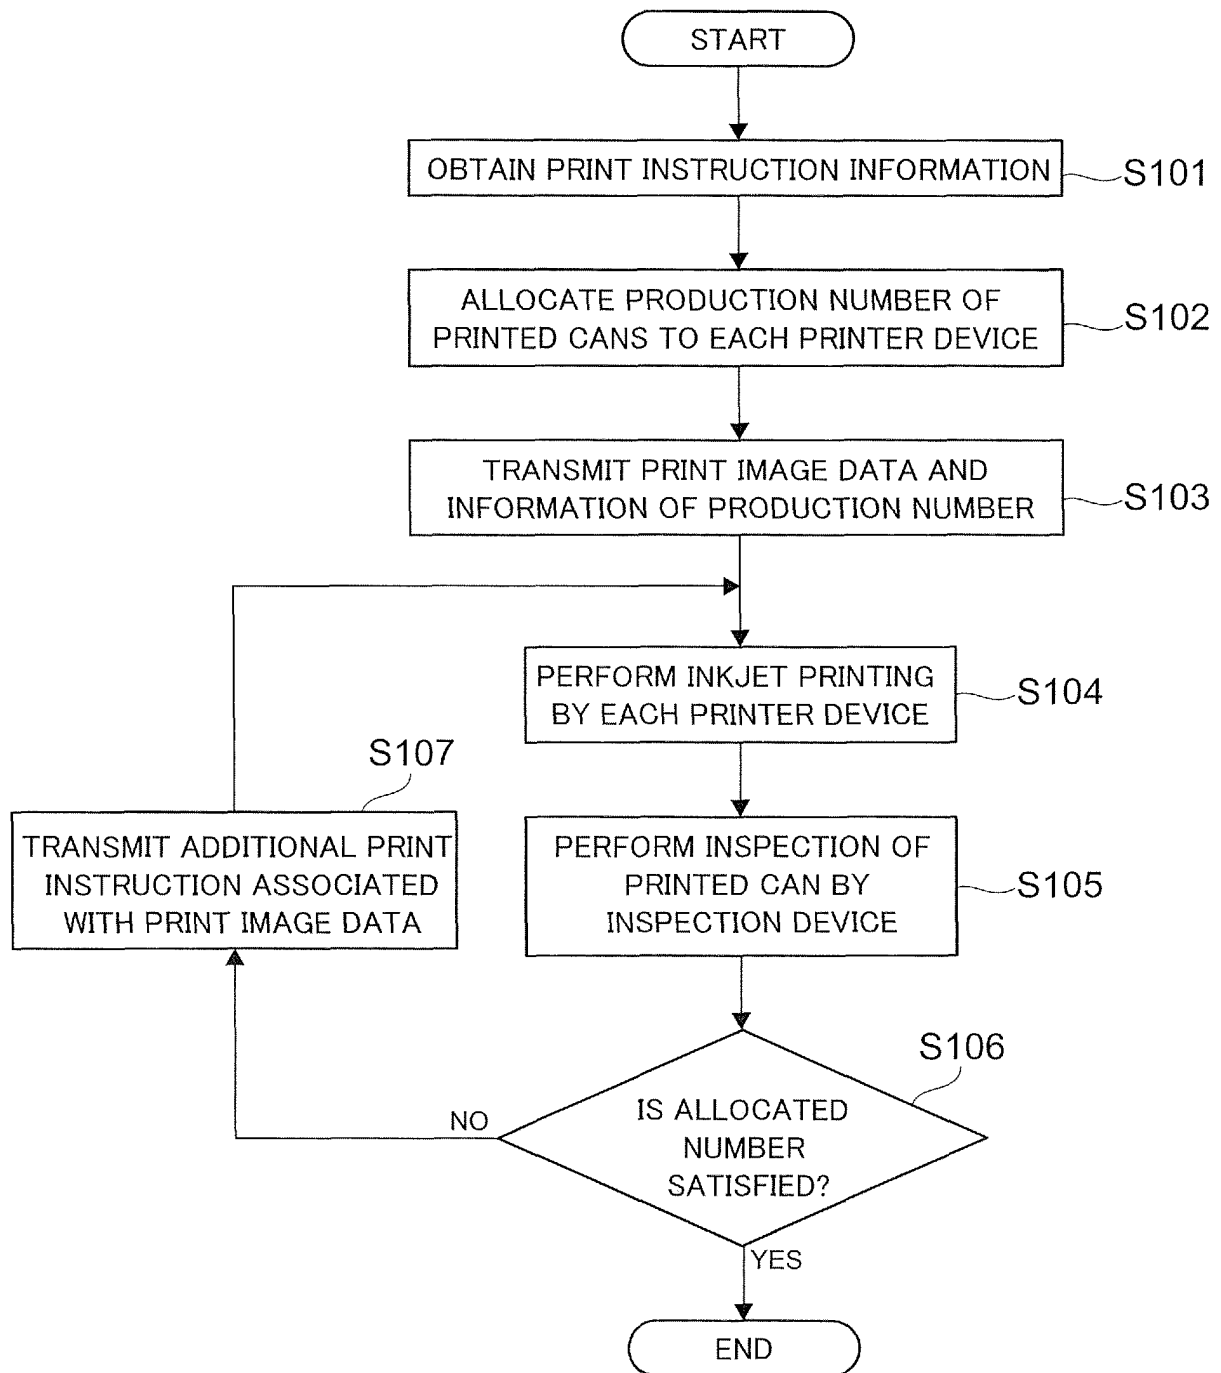 START
OBTAIN PRINT INSTRUCTION INFORMATION
S101
ALLOCATE PRODUCTION NUMBER OF
PRINTED CANS TO EACH PRINTER DEVICE
S102
TRANSMIT PRINT IMAGE DATA AND
INFORMATION OF PRODUCTION NUMBER
S103
PERFORM INKJET PRINTING
BY EACH PRINTER DEVICE
S104
S107
TRANSMIT ADDITIONAL PRINT
INSTRUCTION ASSOCIATED
WITH PRINT IMAGE DATA
PERFORM INSPECTION OF
PRINTED CAN BY
INSPECTION DEVICE
S105
S106
IS ALLOCATED
NUMBER
SATISFIED?
NO
YES
END